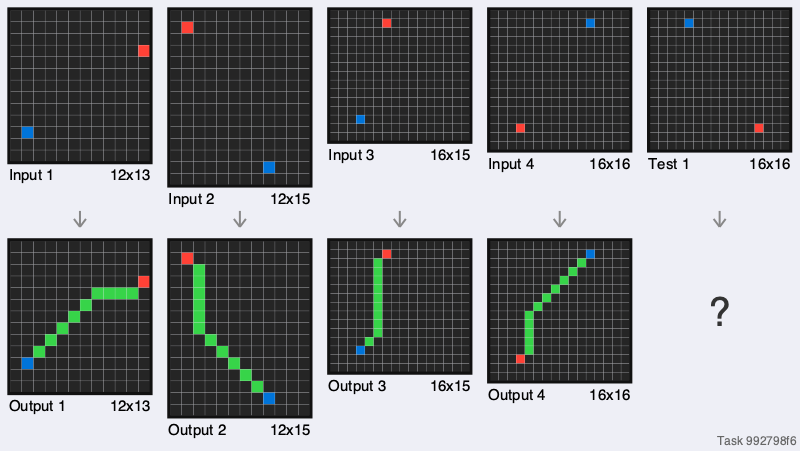 Input 1 12x13
Input 2 12x15
Input 3 16x15
Input 4 16x16
Test 1 16x16
?
Output 1 12x13
Output 2 12x15
Output 3 16x15
Output 4 16x16
Task 992798f6